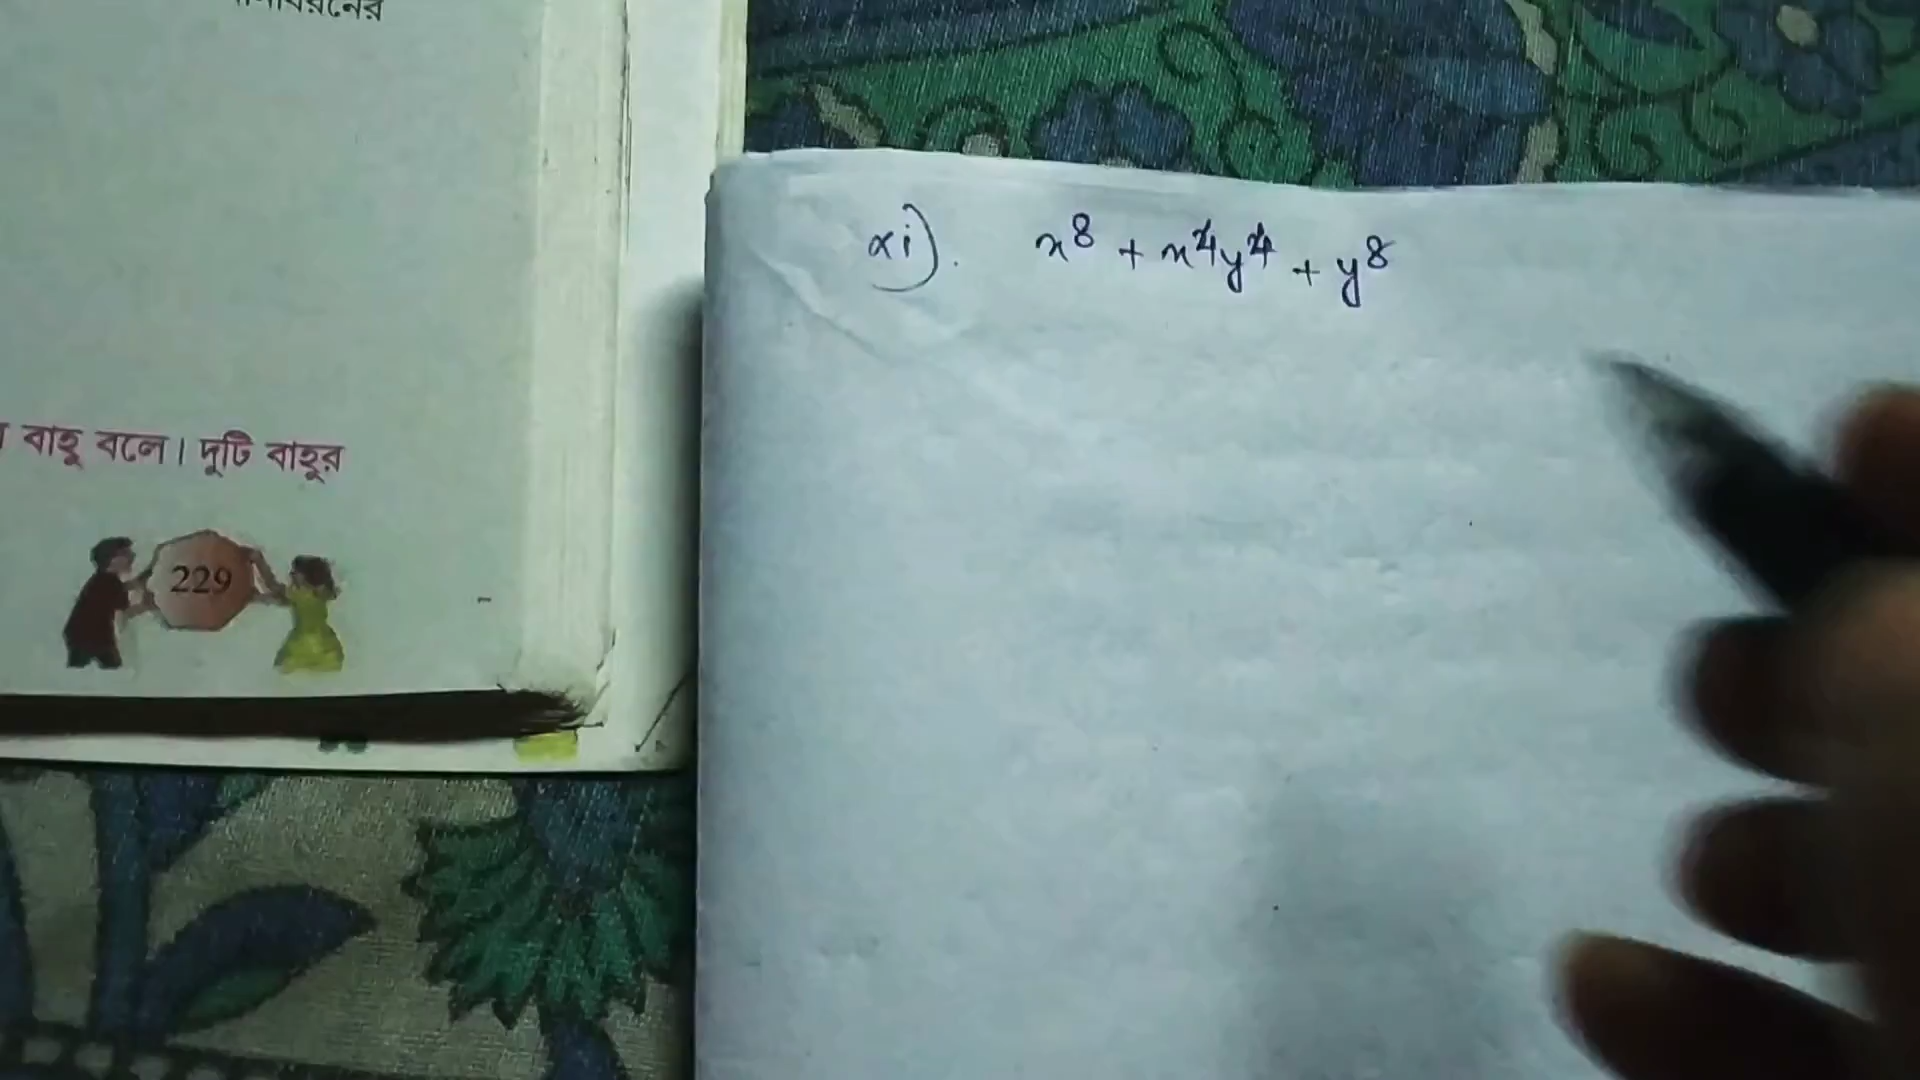 বাহু বলে। দুটি বাহুর
229
xi). x⁸ + x⁴y⁴ + y⁸